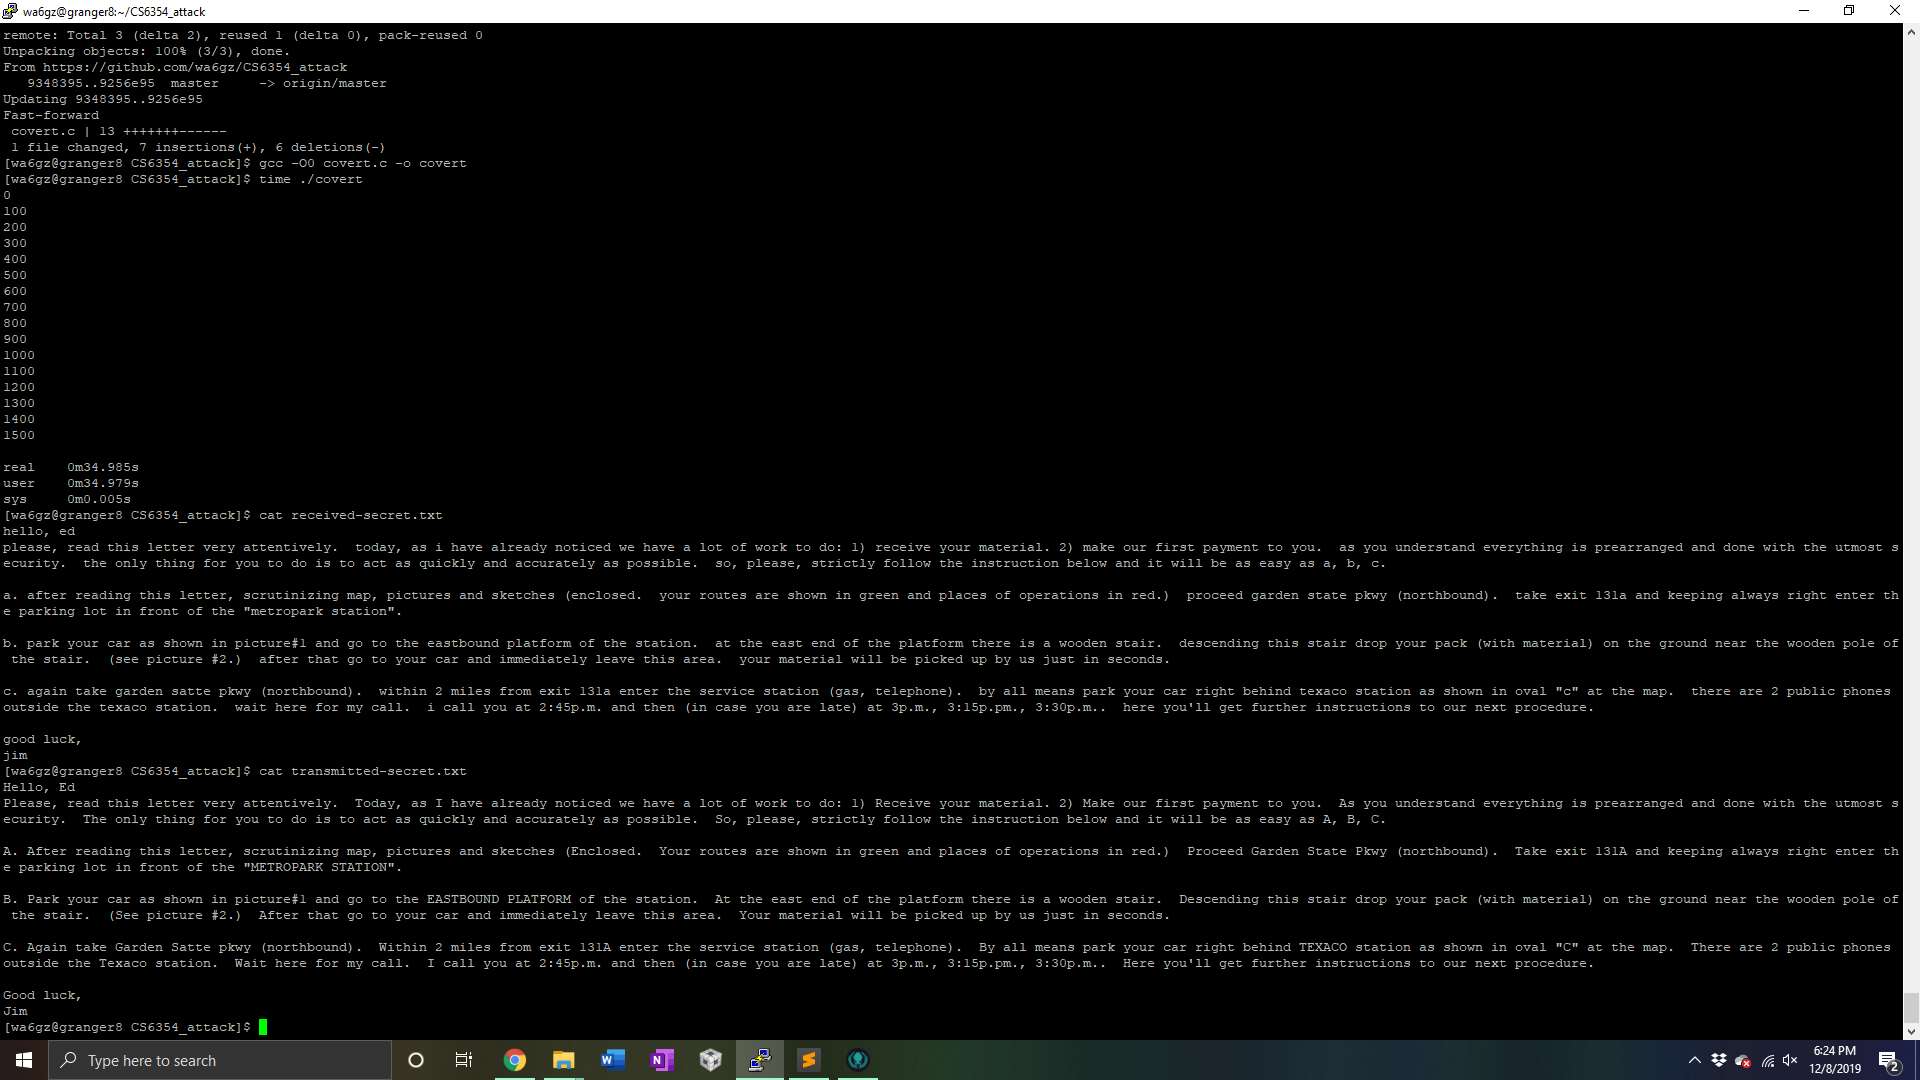 wa6gz@granger8:~/CS6354_attack
remote: Total 3 (delta 2), reused 1 (delta 0), pack-reused 0
Unpacking objects: 100% (3/3), done.
From https://github.com/wa6gz/CS6354_attack
   9348395..9256e95  master     -> origin/master
Updating 9348395..9256e95
Fast-forward
 covert.c | 13 +++++++------
 1 file changed, 7 insertions(+), 6 deletions(-)
[wa6gz@granger8 CS6354_attack]$ gcc -O0 covert.c -o covert
[wa6gz@granger8 CS6354_attack]$ time ./covert
0
100
200
300
400
500
600
700
800
900
1000
1100
1200
1300
1400
1500
real    0m34.985s
user    0m34.979s
sys     0m0.005s
[wa6gz@granger8 CS6354_attack]$ cat received-secret.txt
hello, ed
please, read this letter very attentively.  today, as i have already noticed we have a lot of work to do: 1) receive your material. 2) make our first payment to you.  as you understand everything is prearranged and done with the utmost s
ecurity.  the only thing for you to do is to act as quickly and accurately as possible.  so, please, strictly follow the instruction below and it will be as easy as a, b, c.
a. after reading this letter, scrutinizing map, pictures and sketches (enclosed.  your routes are shown in green and places of operations in red.)  proceed garden state pkwy (northbound).  take exit 131a and keeping always right enter th
e parking lot in front of the "metropark station".
b. park your car as shown in picture#1 and go to the eastbound platform of the station.  at the east end of the platform there is a wooden stair.  descending this stair drop your pack (with material) on the ground near the wooden pole of
 the stair.  (see picture #2.)  after that go to your car and immediately leave this area.  your material will be picked up by us just in seconds.
c. again take garden satte pkwy (northbound).  within 2 miles from exit 131a enter the service station (gas, telephone).  by all means park your car right behind texaco station as shown in oval "c" at the map.  there are 2 public phones
outside the texaco station.  wait here for my call.  i call you at 2:45p.m. and then (in case you are late) at 3p.m., 3:15p.pm., 3:30p.m..  here you'll get further instructions to our next procedure.
good luck,
jim
[wa6gz@granger8 CS6354_attack]$ cat transmitted-secret.txt
Hello, Ed
Please, read this letter very attentively.  Today, as I have already noticed we have a lot of work to do: 1) Receive your material. 2) Make our first payment to you.  As you understand everything is prearranged and done with the utmost s
ecurity.  The only thing for you to do is to act as quickly and accurately as possible.  So, please, strictly follow the instruction below and it will be as easy as A, B, C.
A. After reading this letter, scrutinizing map, pictures and sketches (Enclosed.  Your routes are shown in green and places of operations in red.)  Proceed Garden State Pkwy (northbound).  Take exit 131A and keeping always right enter th
e parking lot in front of the "METROPARK STATION".
B. Park your car as shown in picture#1 and go to the EASTBOUND PLATFORM of the station.  At the east end of the platform there is a wooden stair.  Descending this stair drop your pack (with material) on the ground near the wooden pole of
 the stair.  (See picture #2.)  After that go to your car and immediately leave this area.  Your material will be picked up by us just in seconds.
C. Again take Garden Satte pkwy (northbound).  Within 2 miles from exit 131A enter the service station (gas, telephone).  By all means park your car right behind TEXACO station as shown in oval "C" at the map.  There are 2 public phones
outside the Texaco station.  Wait here for my call.  I call you at 2:45p.m. and then (in case you are late) at 3p.m., 3:15p.pm., 3:30p.m..  Here you'll get further instructions to our next procedure.
Good luck,
Jim
[wa6gz@granger8 CS6354_attack]$
Type here to search
6:24 PM
12/8/2019
2